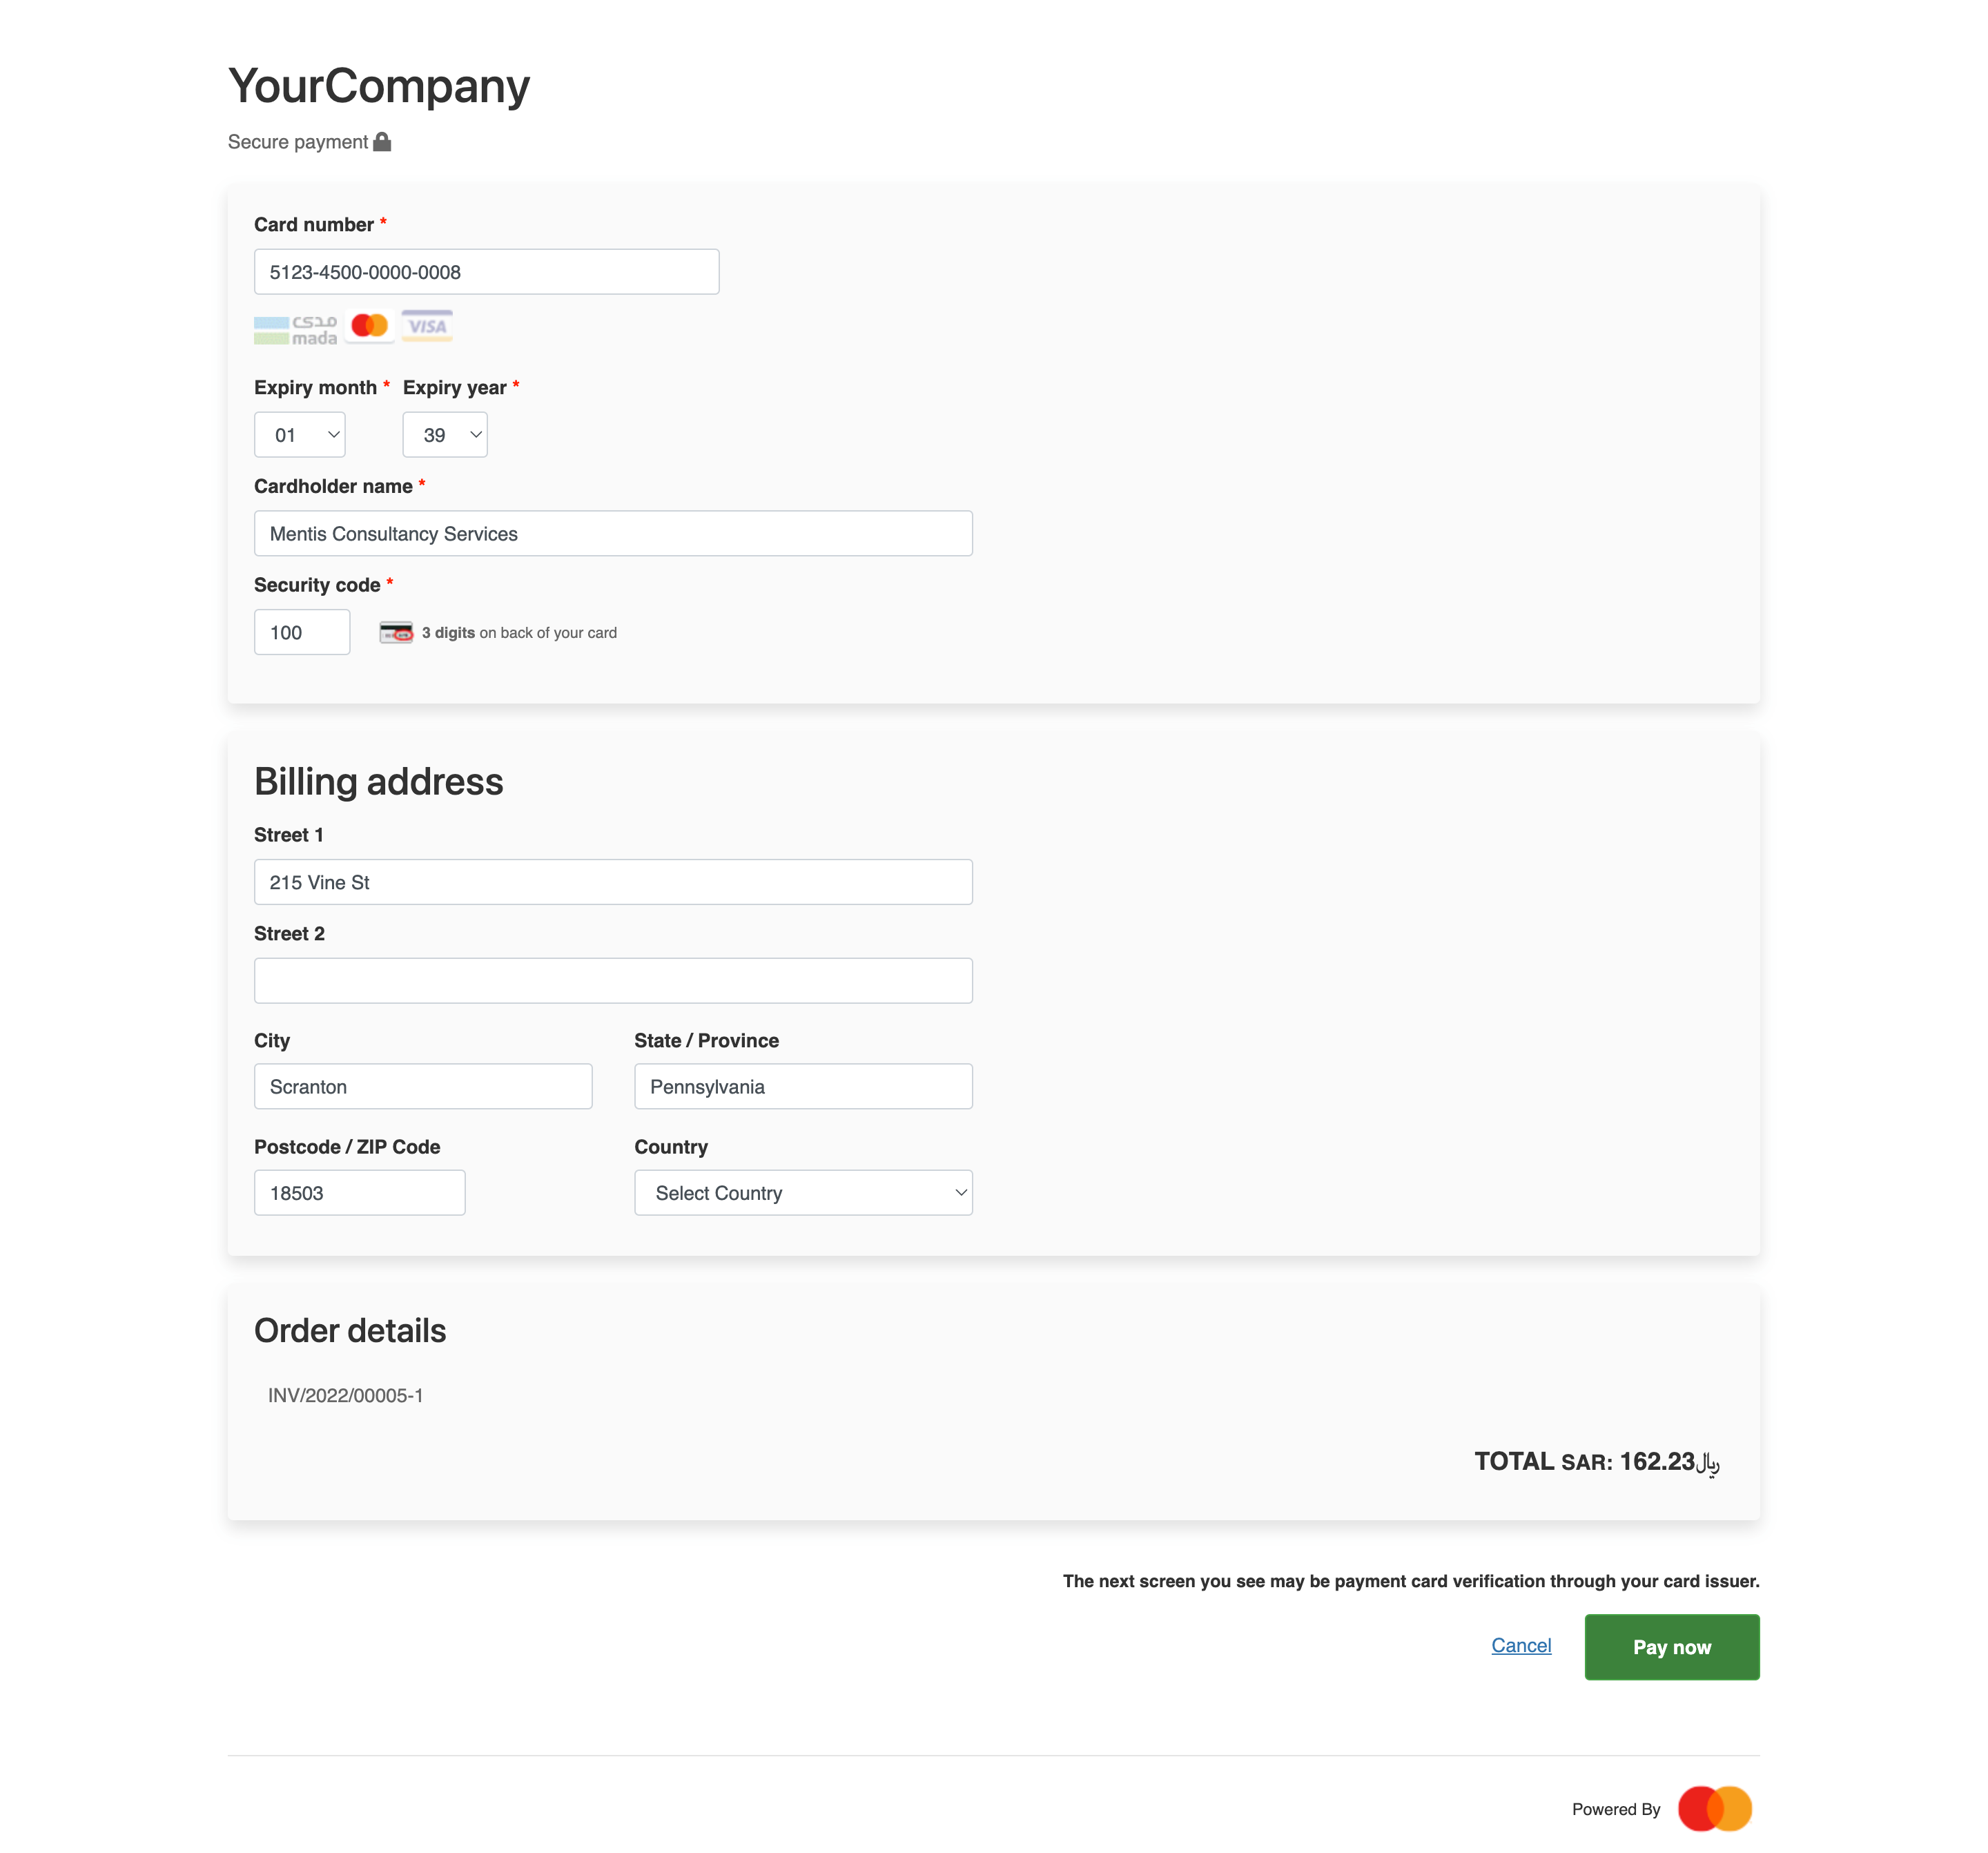 YourCompany
Secure payment
Card number *
5123-4500-0000-0008
مدى
mada
VISA
Expiry month * Expiry year *
01 39
Cardholder name *
Mentis Consultancy Services
Security code *
100 3 digits on back of your card
Billing address
Street 1
215 Vine St
Street 2
City State / Province
Scranton Pennsylvania
Postcode / ZIP Code Country
18503 Select Country
Order details
INV/2022/00005-1
TOTAL SAR: 162.23﷼
The next screen you see may be payment card verification through your card issuer.
Cancel Pay now
Powered By